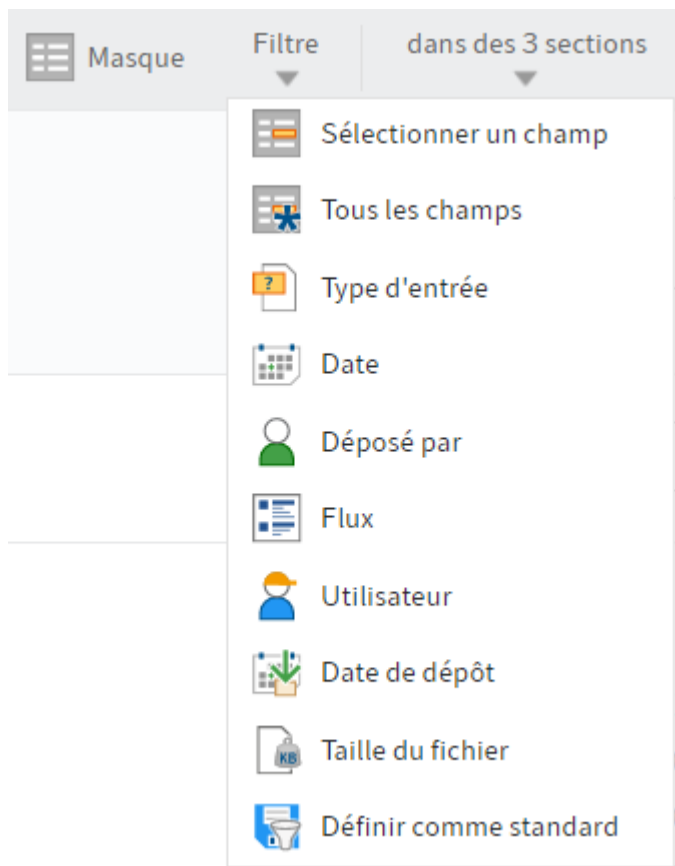 Masque
Filtre
dans des 3 sections
Sélectionner un champ
Tous les champs
?
Type d'entrée
Date
Déposé par
Flux
Utilisateur
Date de dépôt
KB
Taille du fichier
Définir comme standard